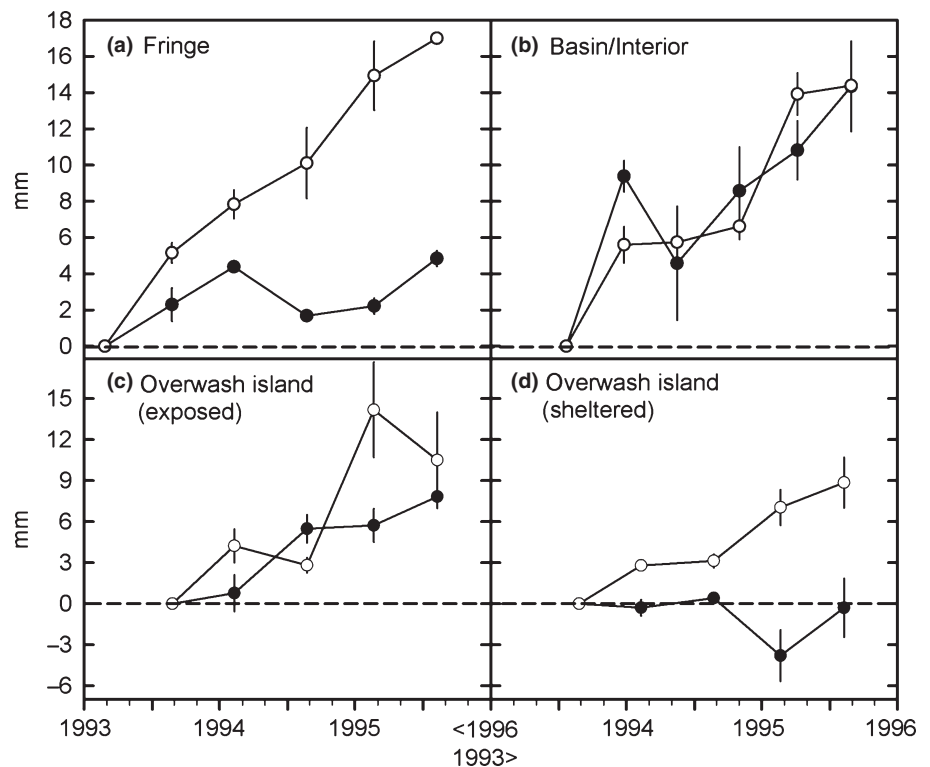 18
16
14
12
10
8
6
4
2
0
mm
(a) Fringe
(b) Basin/Interior
15
12
9
6
3
0
−3
−6
mm
(c) Overwash island
(exposed)
(d) Overwash island
(sheltered)
1993 1994 1995 <1996 1994 1995 1996
1993>